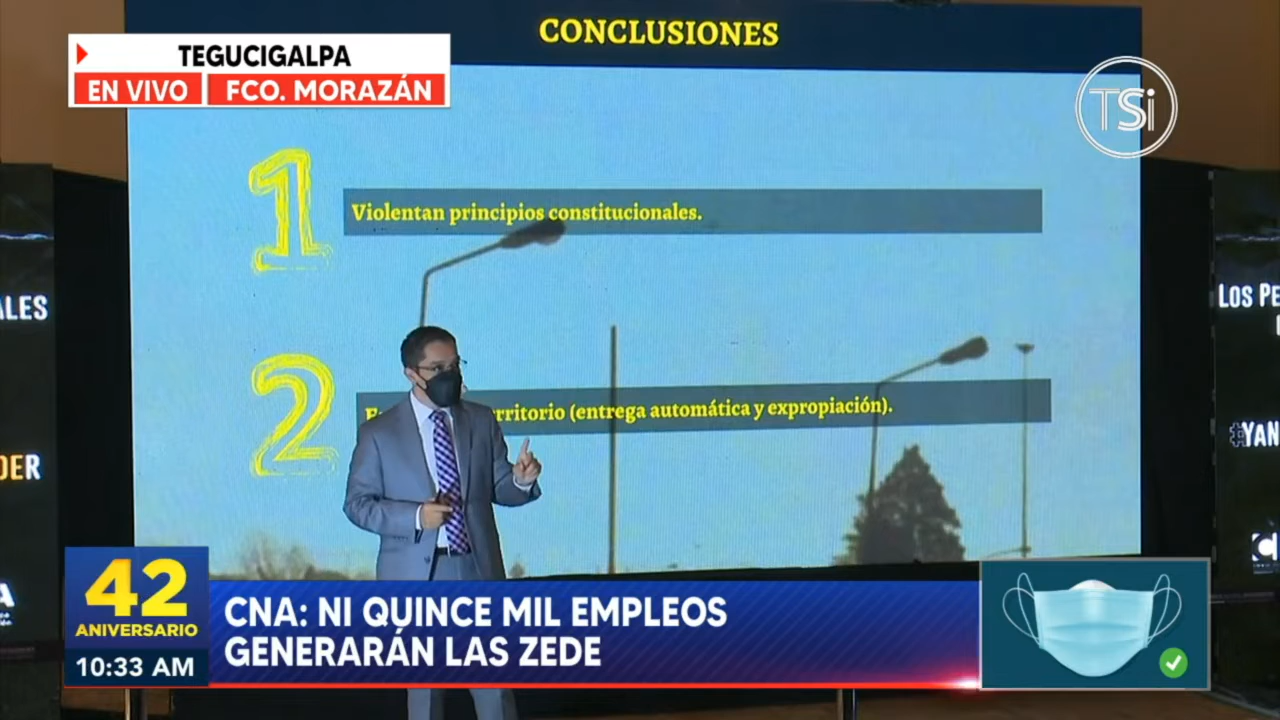 CONCLUSIONES
TEGUCIGALPA
EN VIVO FCO. MORAZÁN
TSi
1
Violentan principios constitucionales.
ALES
LOS PE
2
rritorio (entrega automática y expropiación).
DER
#YAN
42
ANIVERSARIO
10:33 AM
CNA: NI QUINCE MIL EMPLEOS
GENERARÁN LAS ZEDE